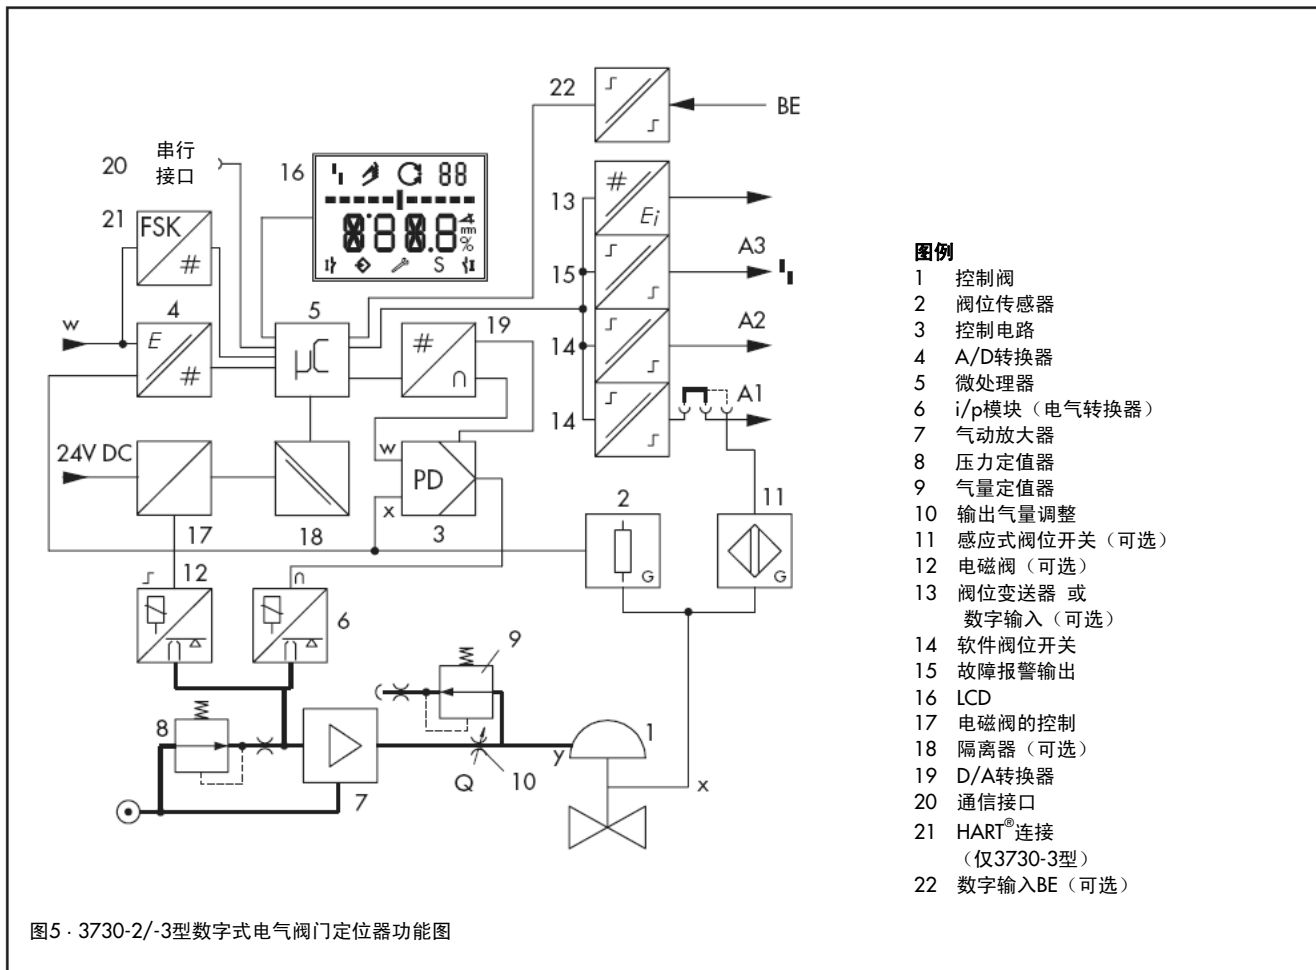 22
BE
串行
接口
20
16
88
mm
%
S
21
FSK
#
13
#
Ei
15
A3
14
A2
14
A1
w
4
E
#
5
μC
19
#
∩
24V DC
w
PD
x
3
17
18
2
G
11
G
12
∩
6
9
8
7
Q
10
y
1
x
图例
1 控制阀
2 阀位传感器
3 控制电路
4 A/D转换器
5 微处理器
6 i/p模块（电气转换器）
7 气动放大器
8 压力定值器
9 气量定值器
10 输出气量调整
11 感应式阀位开关（可选）
12 电磁阀（可选）
13 阀位变送器 或
数字输入（可选）
14 软件阀位开关
15 故障报警输出
16 LCD
17 电磁阀的控制
18 隔离器（可选）
19 D/A转换器
20 通信接口
21 HART®连接
（仅3730-3型）
22 数字输入BE（可选）
图5 · 3730-2/-3型数字式电气阀门定位器功能图